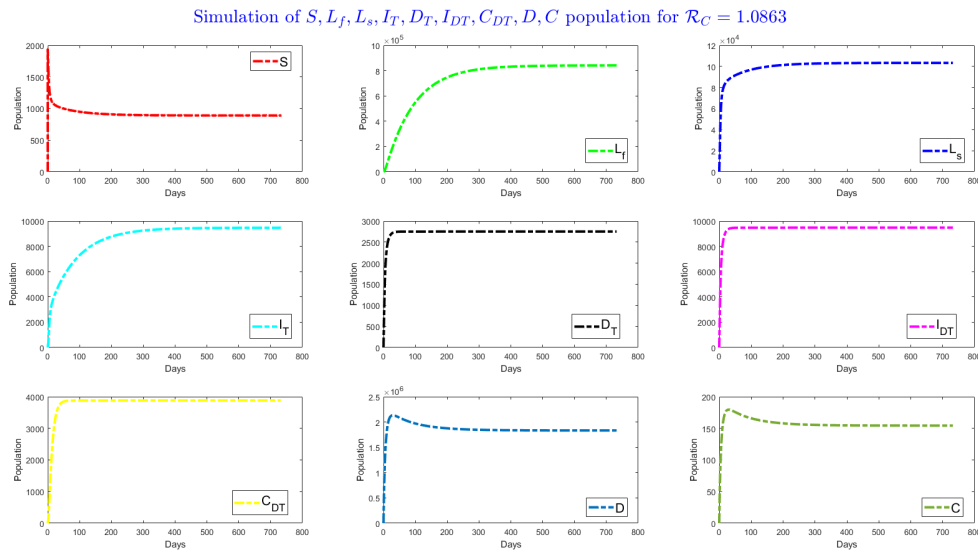 Simulation of S, L_f, L_s, I_T, D_T, I_DT, C_DT, D, C population for R_C = 1.0863
2000
1500
1000
500
0
Population
S
0 100 200 300 400 500 600 700 800
Days
× 10^5
10
8
6
4
2
0
Population
L_f
0 100 200 300 400 500 600 700 800
Days
× 10^4
12
10
8
6
4
2
0
Population
L_s
0 100 200 300 400 500 600 700 800
Days
10000
8000
6000
4000
2000
0
Population
I_T
0 100 200 300 400 500 600 700 800
Days
3000
2500
2000
1500
1000
500
0
Population
D_T
0 100 200 300 400 500 600 700 800
Days
10000
8000
6000
4000
2000
0
Population
I_DT
0 100 200 300 400 500 600 700 800
Days
4000
3000
2000
1000
0
Population
C_DT
0 100 200 300 400 500 600 700 800
Days
× 10^6
2.5
2
1.5
1
0.5
0
Population
D
0 100 200 300 400 500 600 700 800
Days
200
150
100
50
0
Population
C
0 100 200 300 400 500 600 700 800
Days